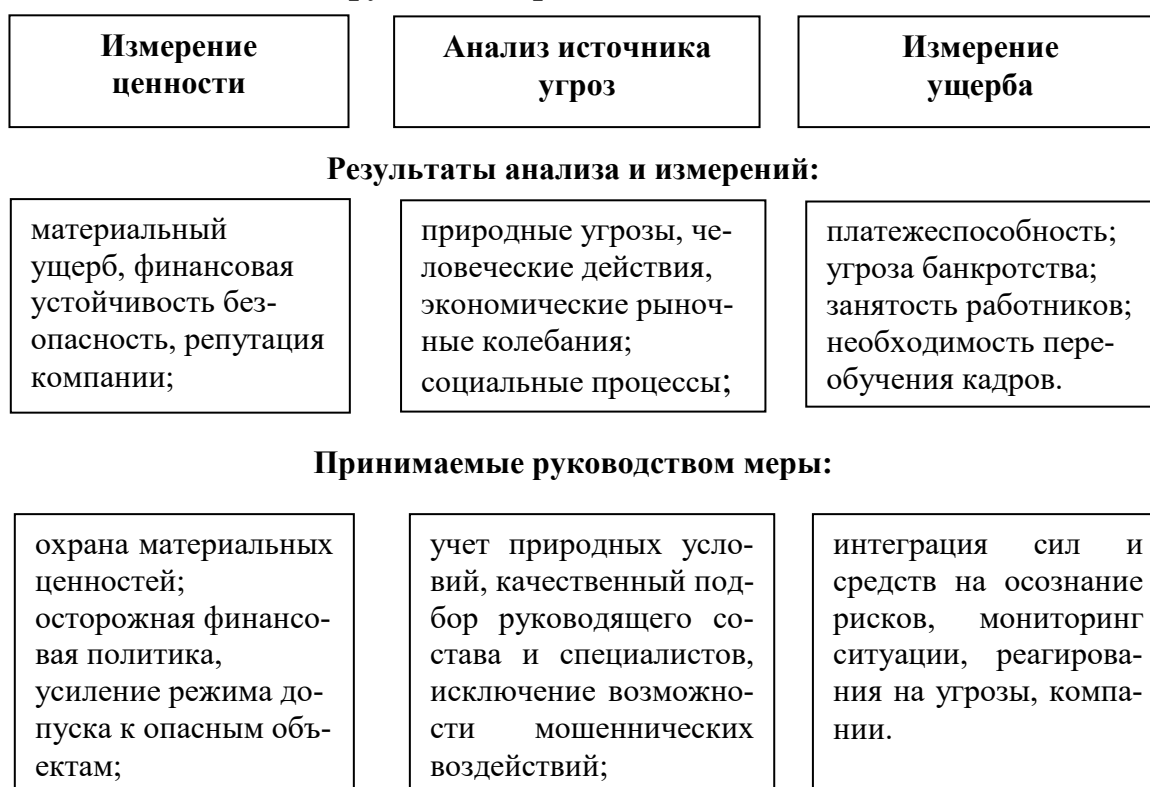 Измерение
ценности
Анализ источника
угроз
Измерение
ущерба
Результаты анализа и измерений:
материальный
ущерб, финансовая
устойчивость без-
опасность, репутация
компании;
природные угрозы, че-
ловеческие действия,
экономические рыноч-
ные колебания;
социальные процессы;
платежеспособность;
угроза банкротства;
занятость работников;
необходимость пере-
обучения кадров.
Принимаемые руководством меры:
охрана материальных
ценностей;
осторожная финансо-
вая политика,
усиление режима до-
пуска к опасным объ-
ектам;
учет природных усло-
вий, качественный под-
бор руководящего со-
става и специалистов,
исключение возможно-
сти мошеннических
воздействий;
интеграция сил и
средств на осознание
рисков, мониторинг
ситуации, реагирова-
ния на угрозы, компа-
нии.